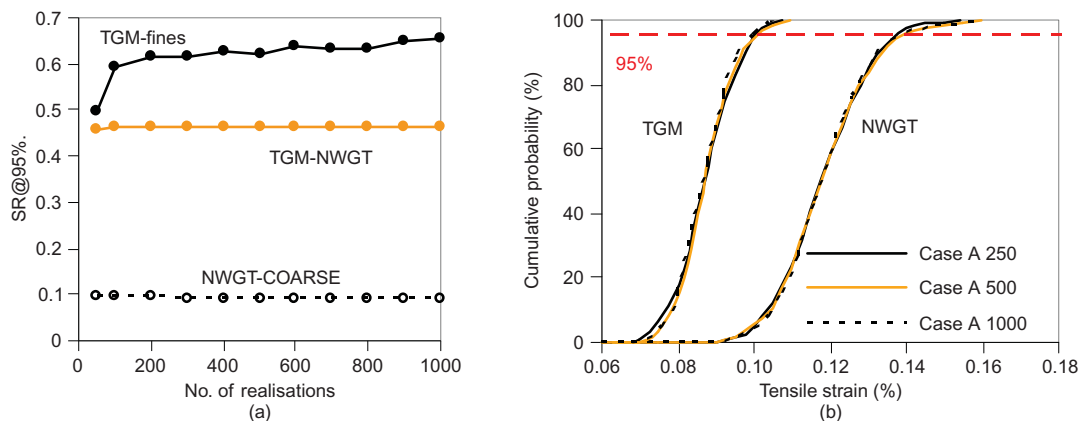 0.7
0.6
0.5
0.4
0.3
0.2
0.1
0
SR@95%.
TGM-fines
TGM-NWGT
NWGT-COARSE
0 200 400 600 800 1000
No. of realisations
(a)
100
80
60
40
20
0
Cumulative probability (%)
95%
TGM
NWGT
Case A 250
Case A 500
Case A 1000
0.06 0.08 0.10 0.12 0.14 0.16 0.18
Tensile strain (%)
(b)